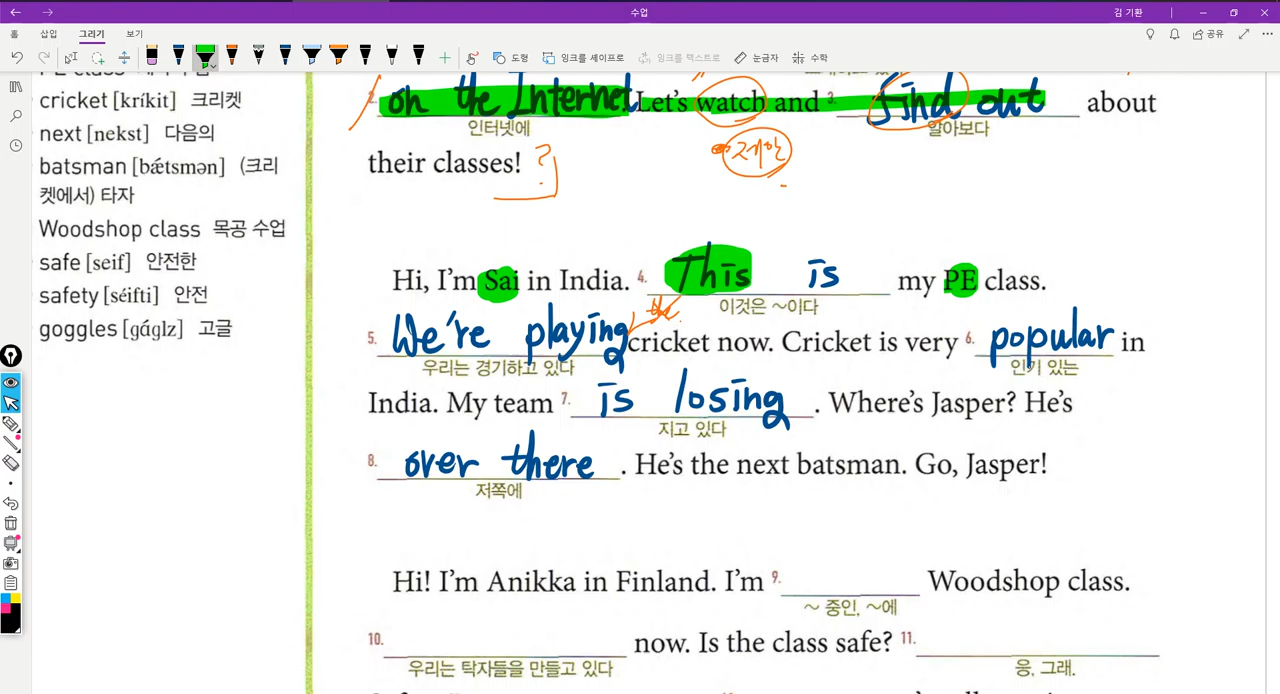 수업
김 기환
홈 삽입 그리기 보기
공유
도형 잉크를 셰이프로 잉크를 텍스트로 눈금자 수학
cricket [kríkit] 크리켓
next [nekst] 다음의
batsman [bǽtsmən] (크리
켓에서) 타자
Woodshop class 목공 수업
safe [seif] 안전한
safety [séifti] 안전
goggles [gáglz] 고글
2. on the Internet. Let's watch and 3. find out about
인터넷에 알아보다
their classes! ?
제안
Hi, I'm Sai in India. 4. This is my PE class.
이것은 ~이다
the
5. We're playing cricket now. Cricket is very 6. popular in
우리는 경기하고 있다 인기 있는
India. My team 7. is losing . Where's Jasper? He's
지고 있다
8. over there . He's the next batsman. Go, Jasper!
저쪽에
Hi! I'm Anikka in Finland. I'm 9. Woodshop class.
~ 중인, ~에
10. now. Is the class safe? 11.
우리는 탁자들을 만들고 있다 응, 그래.